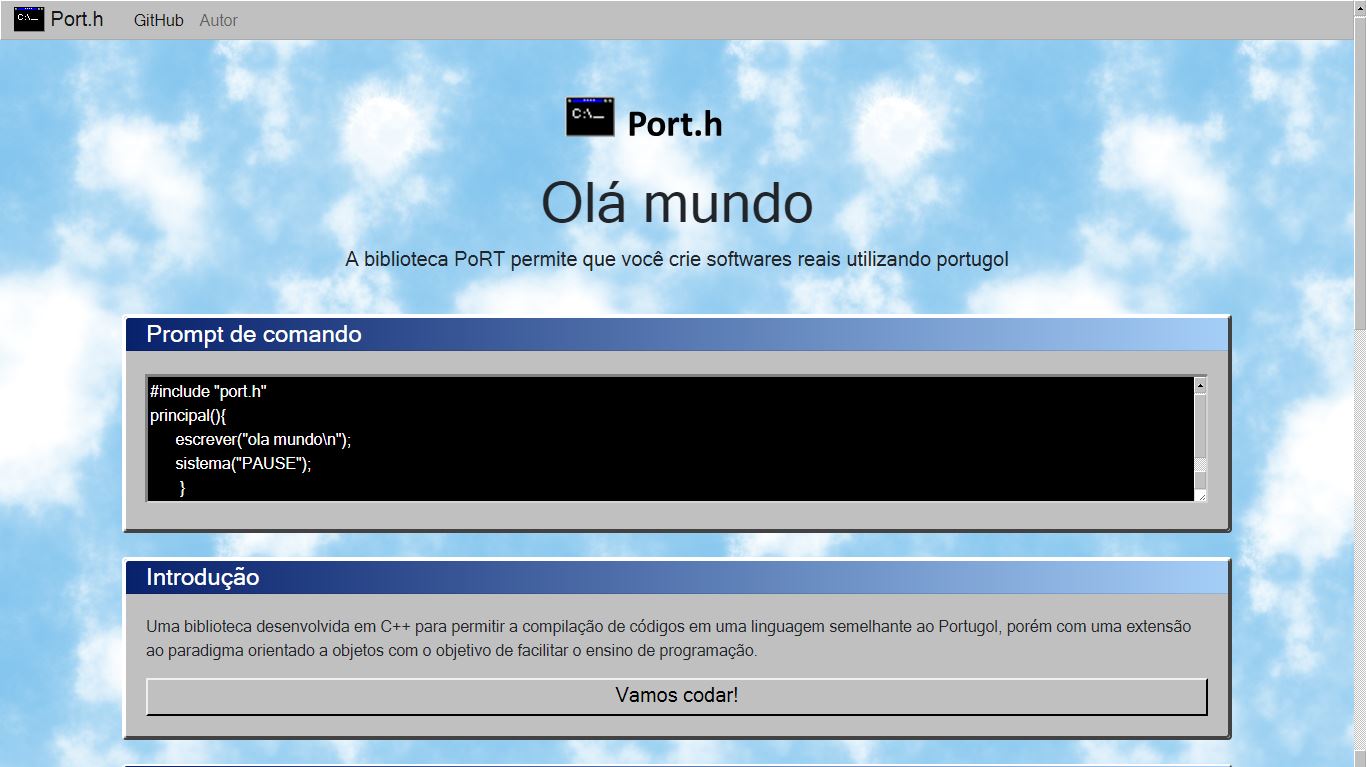 C:\_ Port.h GitHub Autor
C:\_ Port.h
Olá mundo
A biblioteca PoRT permite que você crie softwares reais utilizando portugol
Prompt de comando
#include "port.h"
principal(){
escrever("ola mundo\n");
sistema("PAUSE");
}
Introdução
Uma biblioteca desenvolvida em C++ para permitir a compilação de códigos em uma linguagem semelhante ao Portugol, porém com uma extensão
ao paradigma orientado a objetos com o objetivo de facilitar o ensino de programação.
Vamos codar!